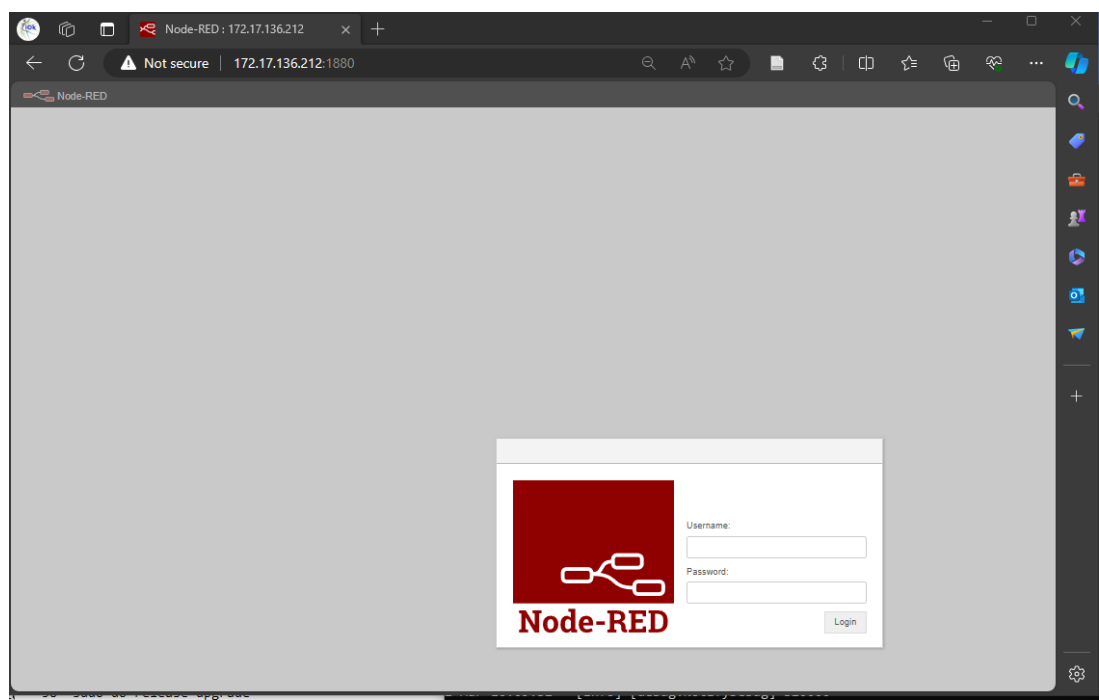 Node-RED : 172.17.136.212
Not secure | 172.17.136.212:1880
Node-RED
Username:
Password:
Login
Node-RED